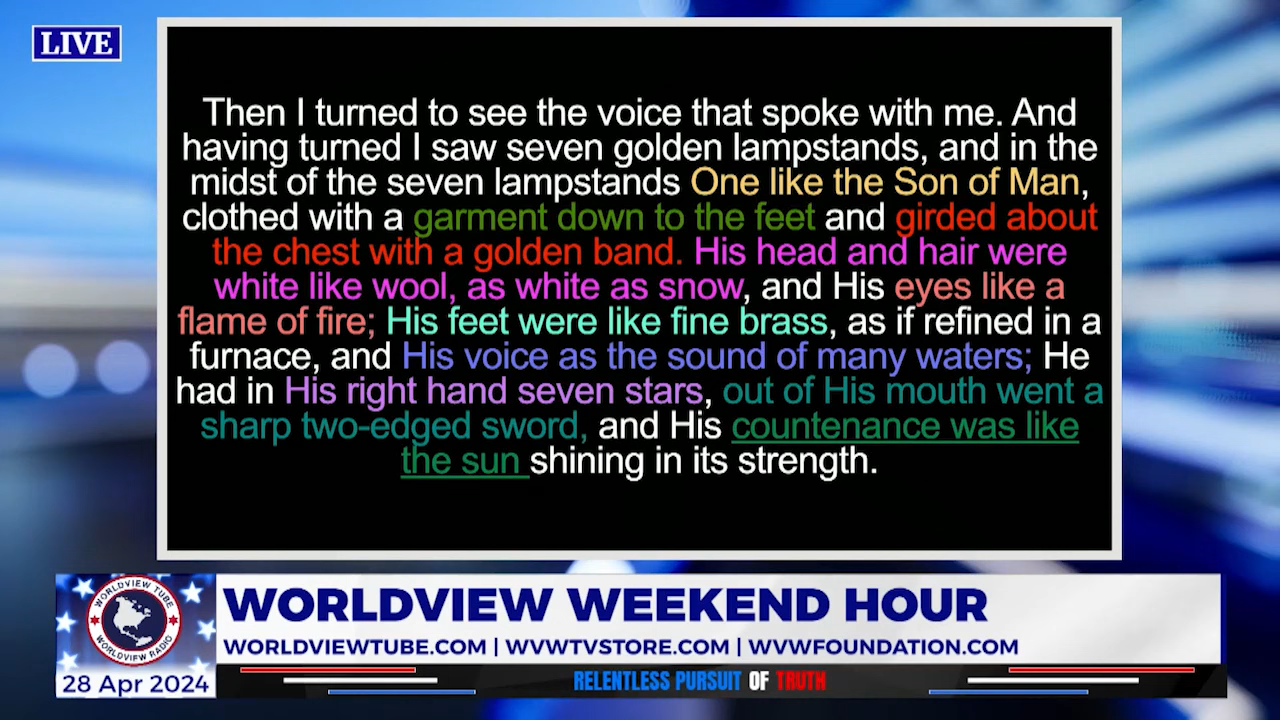 LIVE
Then I turned to see the voice that spoke with me. And
having turned I saw seven golden lampstands, and in the
midst of the seven lampstands One like the Son of Man,
clothed with a garment down to the feet and girded about
the chest with a golden band. His head and hair were
white like wool, as white as snow, and His eyes like a
flame of fire; His feet were like fine brass, as if refined in a
furnace, and His voice as the sound of many waters; He
had in His right hand seven stars, out of His mouth went a
sharp two-edged sword, and His countenance was like
the sun shining in its strength.
WORLDVIEW TUBE
WORLDVIEW RADIO
28 Apr 2024
WORLDVIEW WEEKEND HOUR
WORLDVIEWTUBE.COM | WVWTVSTORE.COM | WVWFOUNDATION.COM
RELENTLESS PURSUIT OF TRUTH